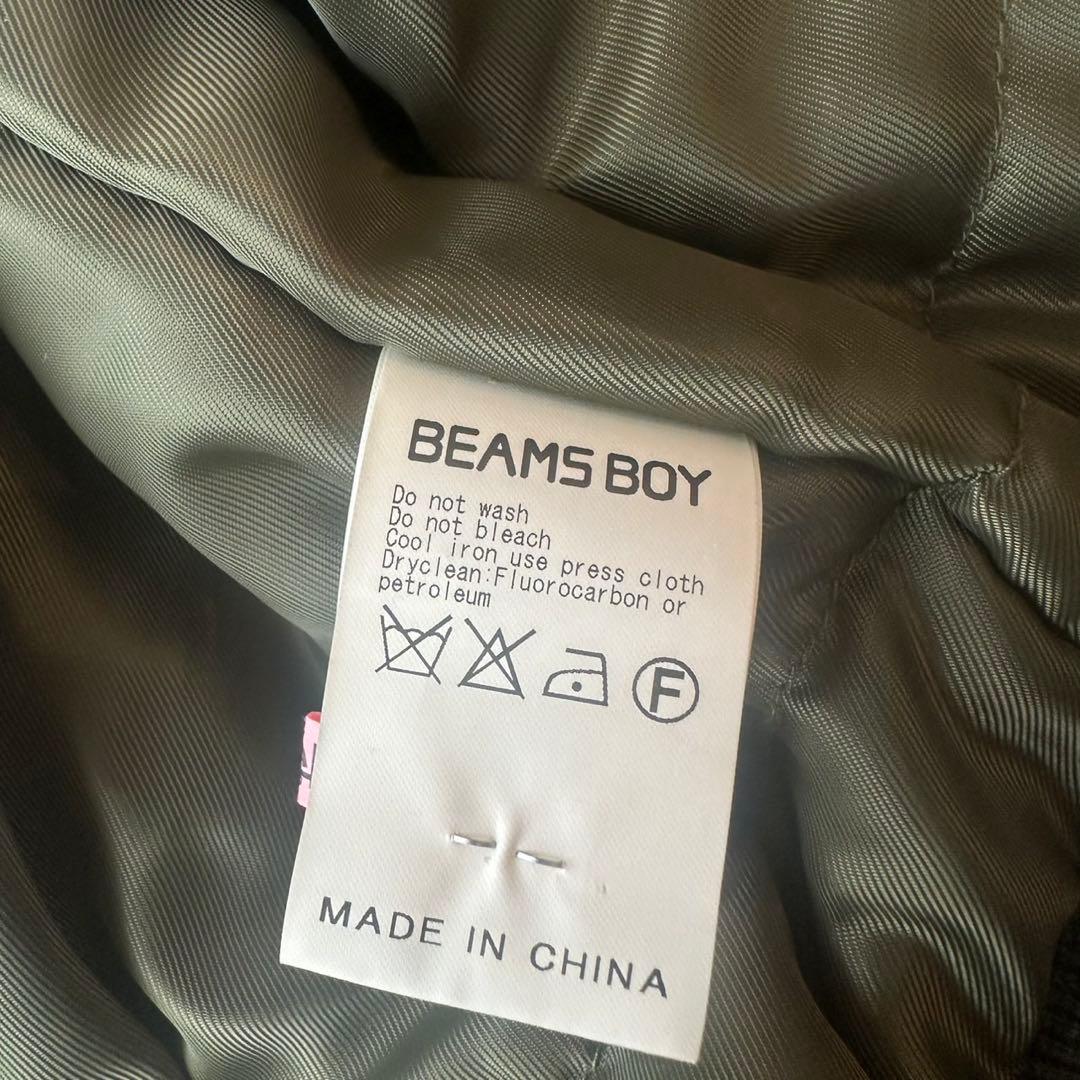 BEAMS BOY
Do not wash
Do not bleach
Cool iron use press cloth
Dryclean:Fluorocarbon or
petroleum
F
MADE IN CHINA